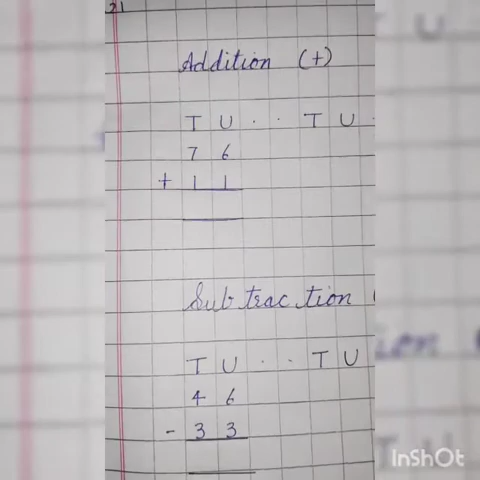 21
Addition (+)
T U . . T U .
7 6
+ 1 1
Subtraction (
T U . . T U
4 6
- 3 3
InShOt